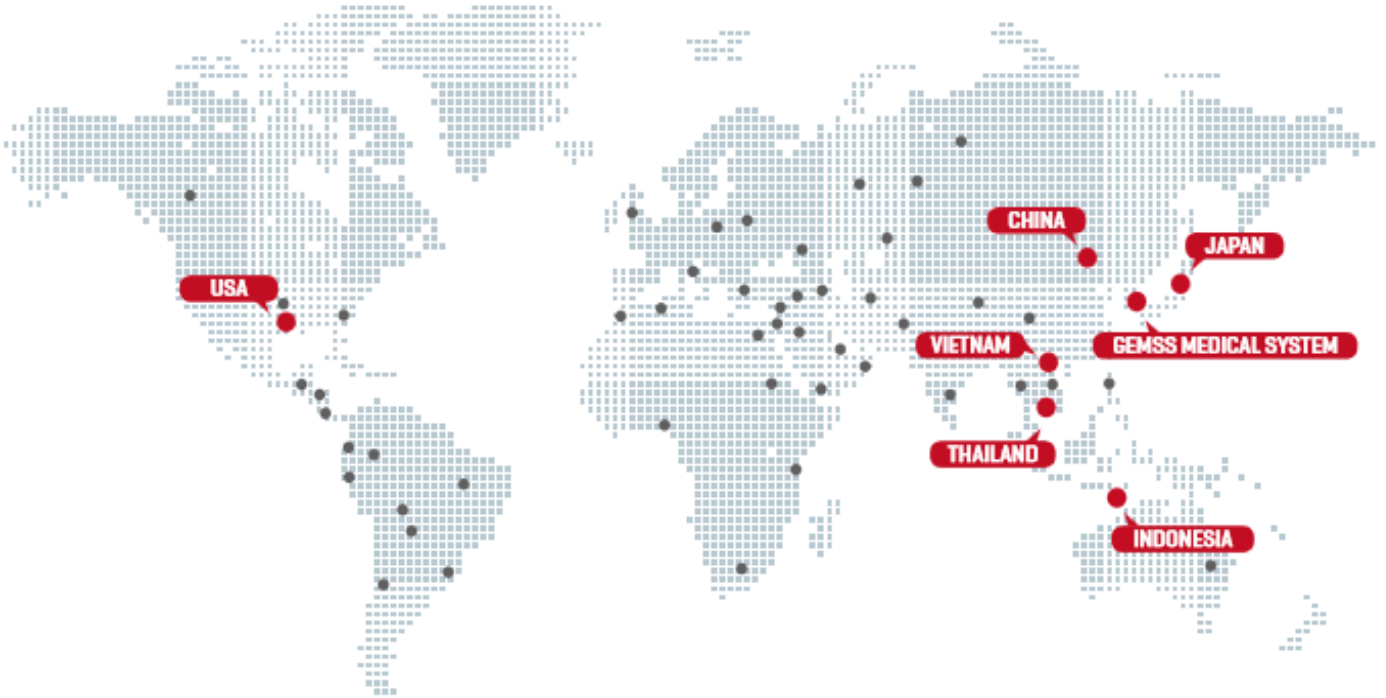 CHINA
JAPAN
USA
VIETNAM
GEMSS MEDICAL SYSTEM
THAILAND
INDONESIA